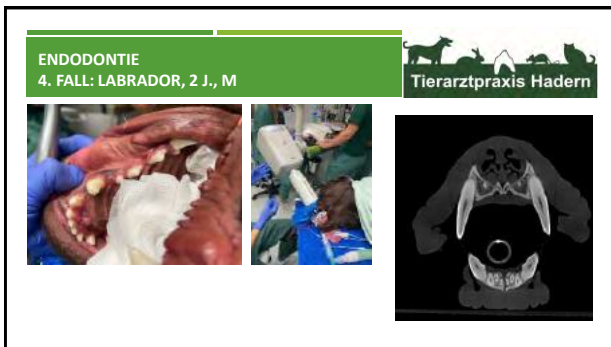 ENDODONTIE
4. FALL: LABRADOR, 2 J., M
Tierarztpraxis Hadern